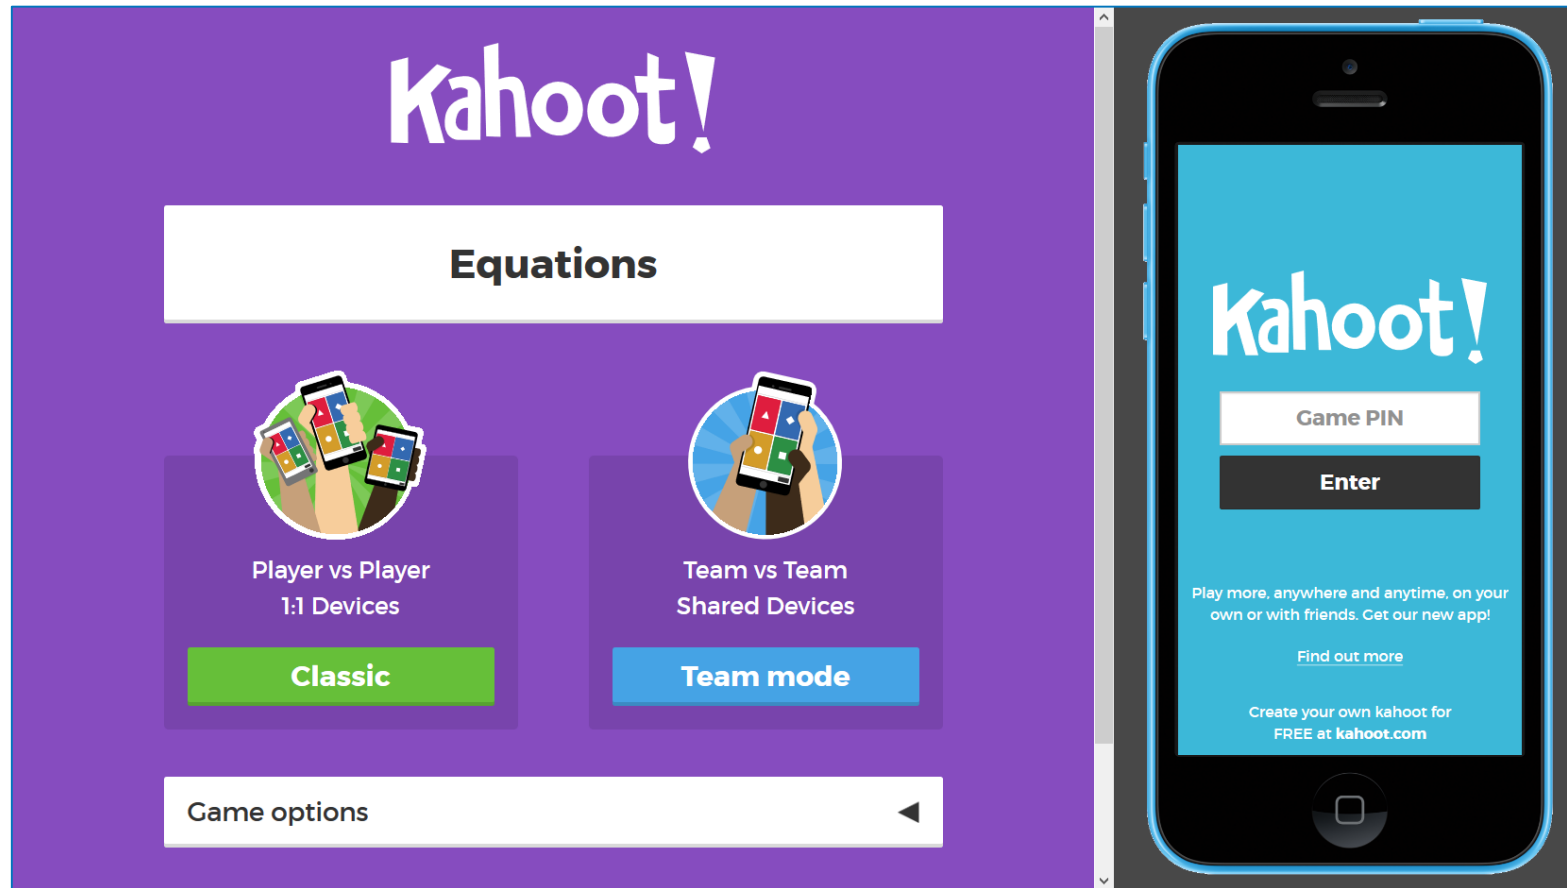 Kahoot!
Equations
Player vs Player
1:1 Devices
Classic
Team vs Team
Shared Devices
Team mode
Game options
Kahoot!
Game PIN
Enter
Play more, anywhere and anytime, on your
own or with friends. Get our new app!
Find out more
Create your own kahoot for
FREE at kahoot.com